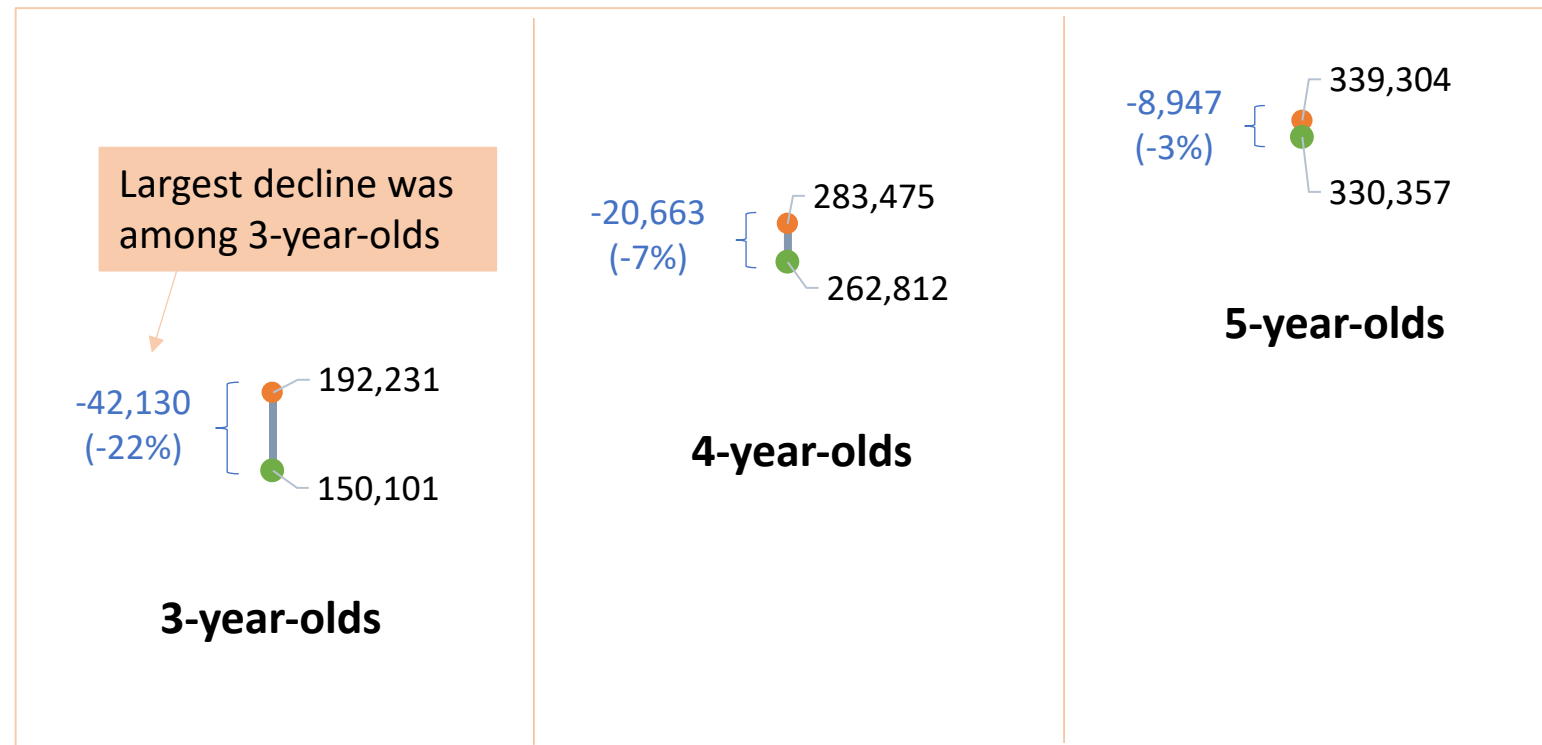 Largest decline was
among 3-year-olds
-42,130
(-22%)
192,231
150,101
3-year-olds
-20,663
(-7%)
283,475
262,812
4-year-olds
-8,947
(-3%)
339,304
330,357
5-year-olds